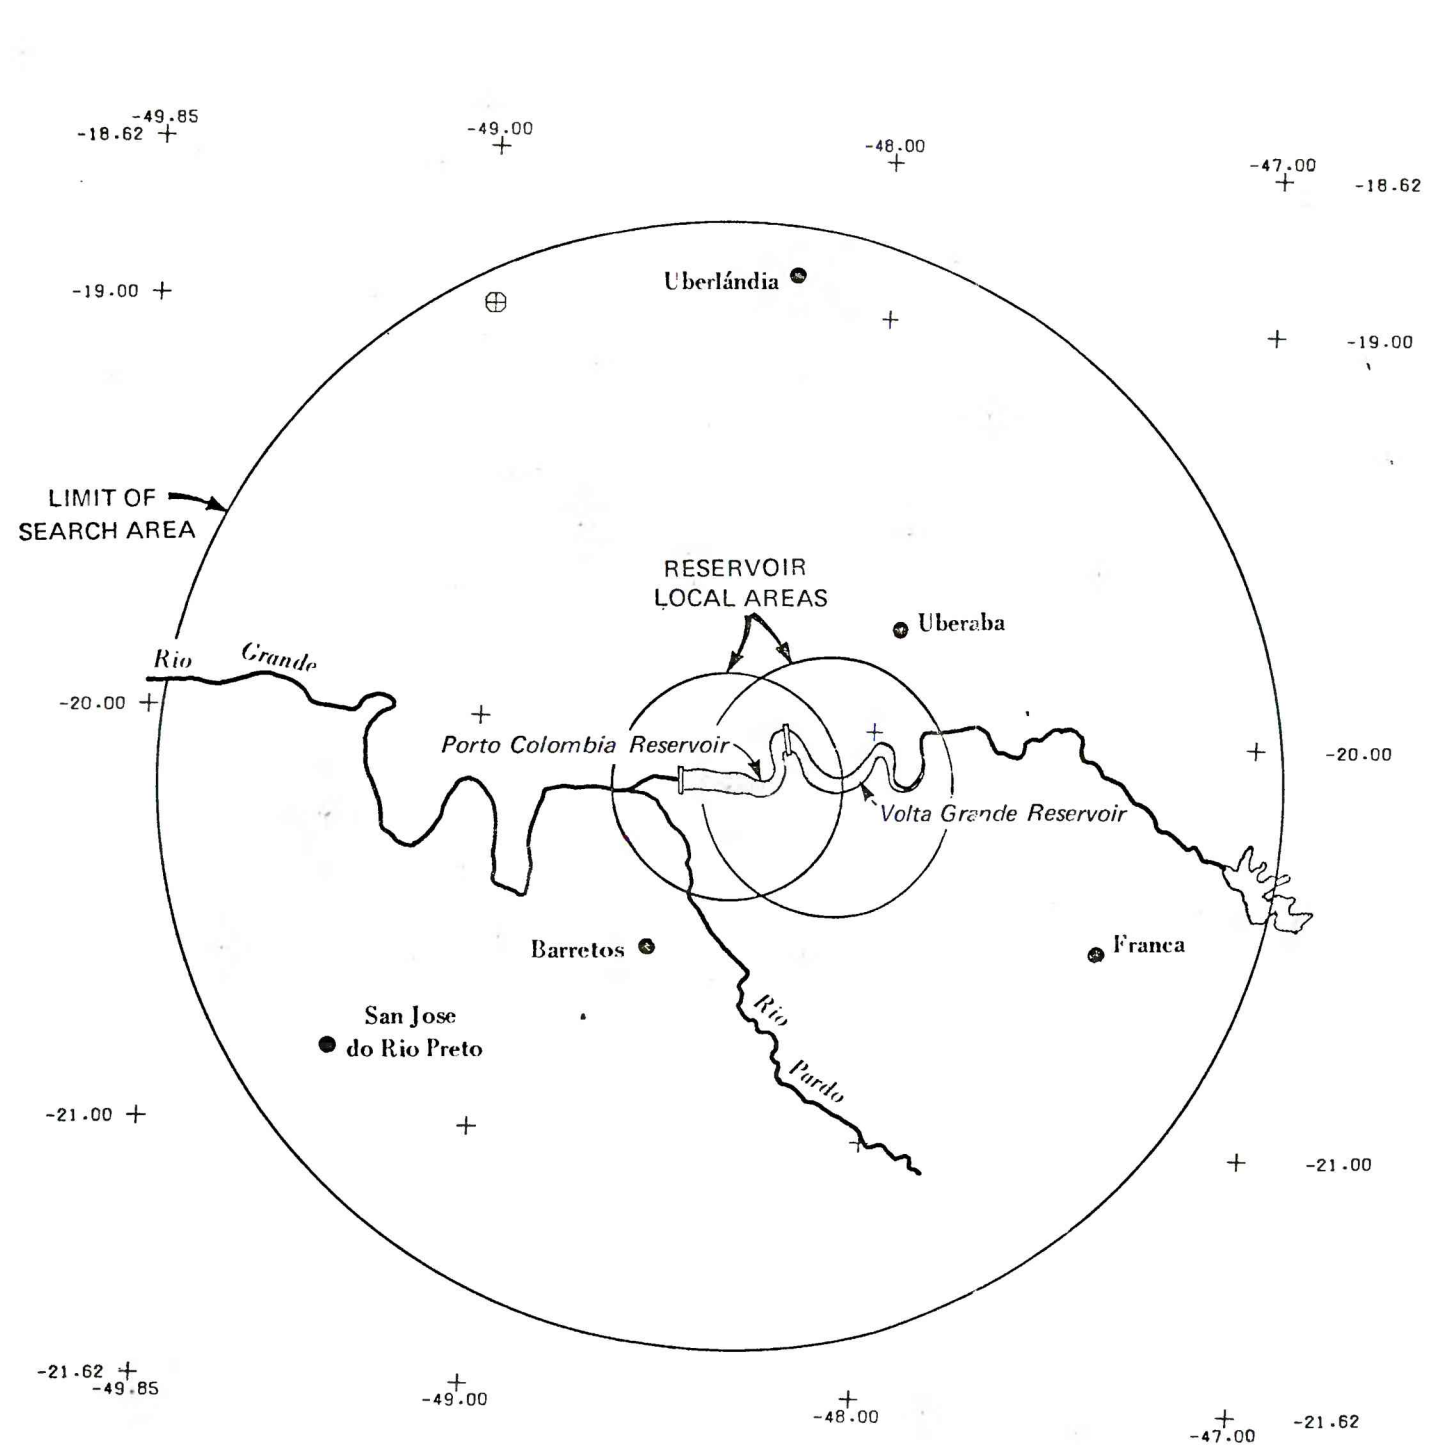 -49.85
-18.62
-49.00
-48.00
-47.00
-18.62
-19.00
Uberlándia
-19.00
LIMIT OF
SEARCH AREA
RESERVOIR
LOCAL AREAS
Uberaba
Rio Grande
-20.00
Porto Colombia Reservoir
-20.00
Volta Grande Reservoir
Barretos
Franca
San Jose
do Rio Preto
Rio Pardo
-21.00
-21.00
-21.62
-49.85
-49.00
-48.00
-47.00
-21.62